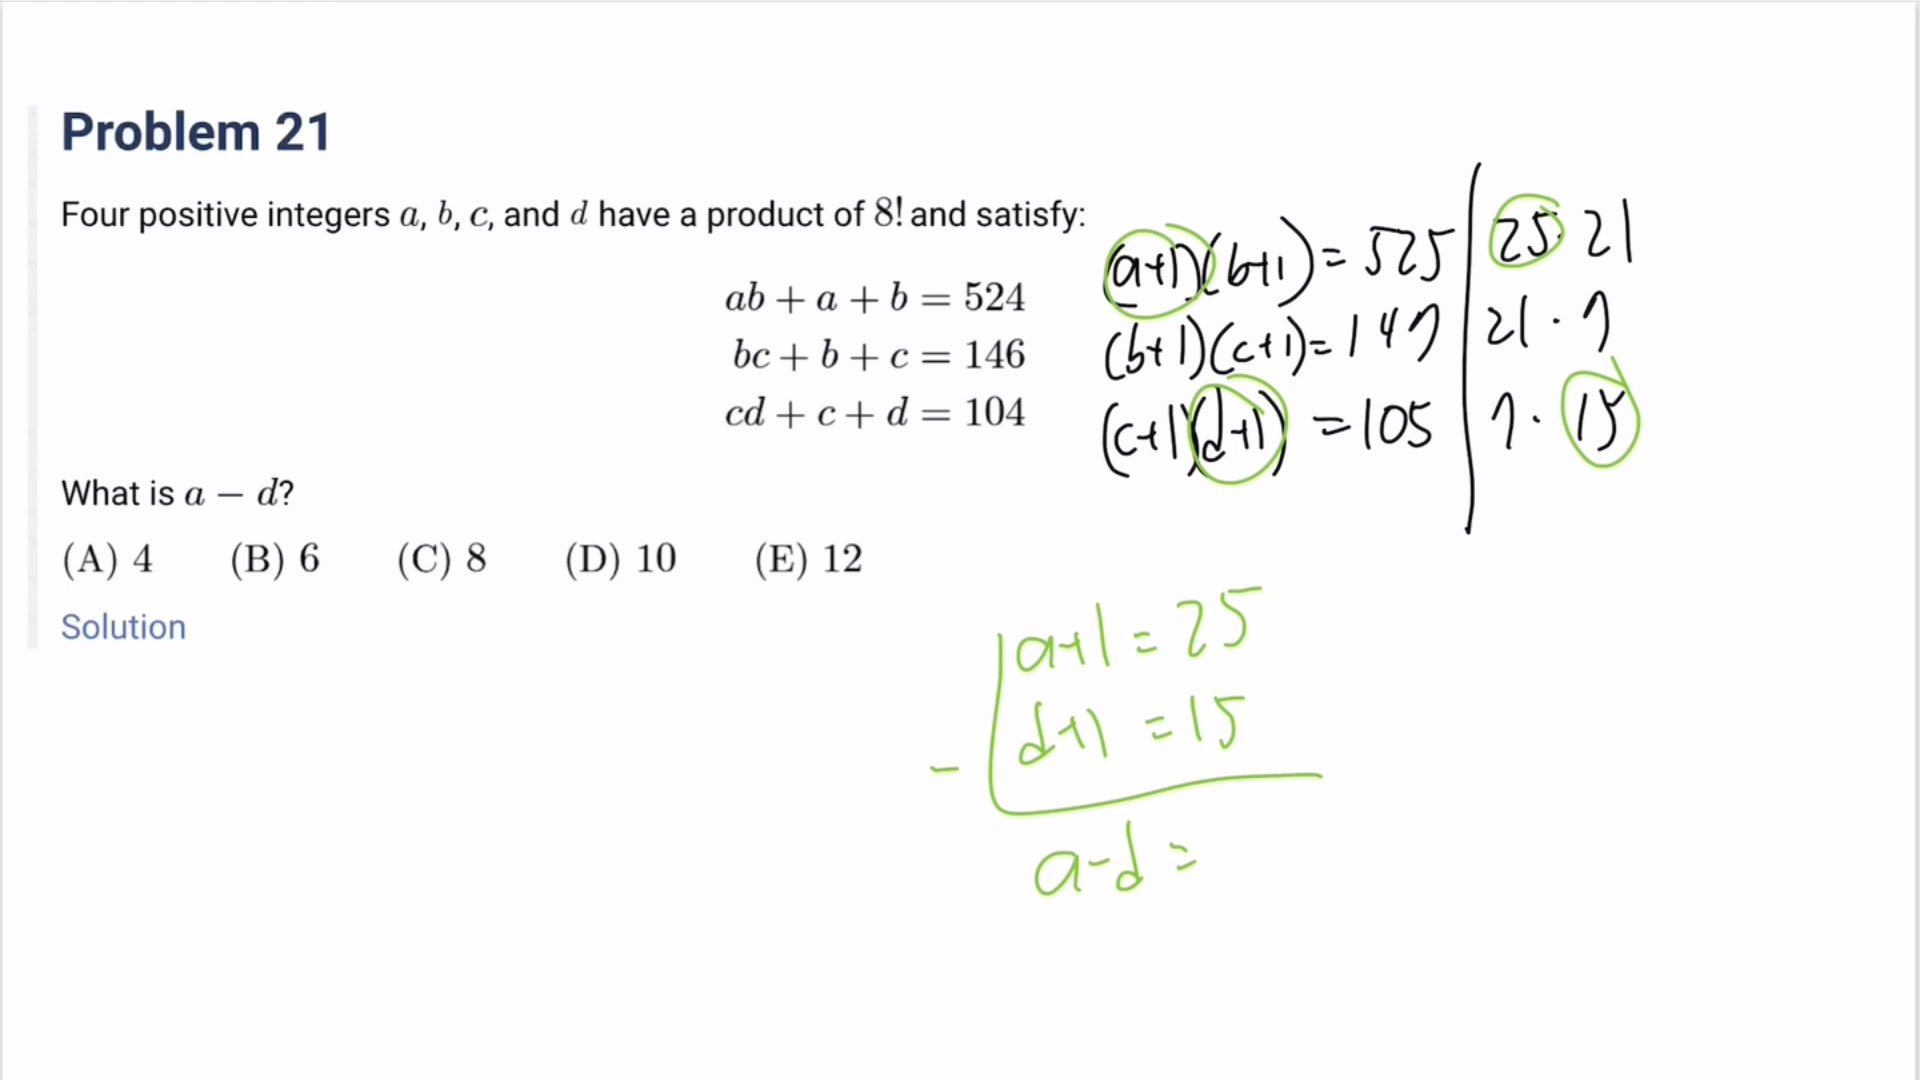 Problem 21
Four positive integers a, b, c, and d have a product of 8! and satisfy:
ab + a + b = 524
bc + b + c = 146
cd + c + d = 104
What is a − d?
(A) 4 (B) 6 (C) 8 (D) 10 (E) 12
Solution
(a+1)(b+1) = 525 | 25·21
(b+1)(c+1) = 147 | 21·7
(c+1)(d+1) = 105 | 7·15
a+1 = 25
d+1 = 15
−
a−d =